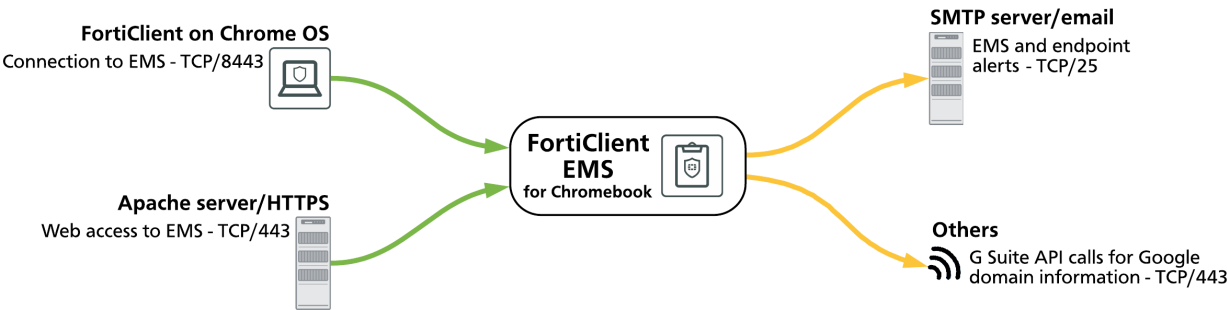 FortiClient on Chrome OS
Connection to EMS - TCP/8443
Apache server/HTTPS
Web access to EMS - TCP/443
FortiClient
EMS
for Chromebook
SMTP server/email
EMS and endpoint
alerts - TCP/25
Others
G Suite API calls for Google
domain information - TCP/443